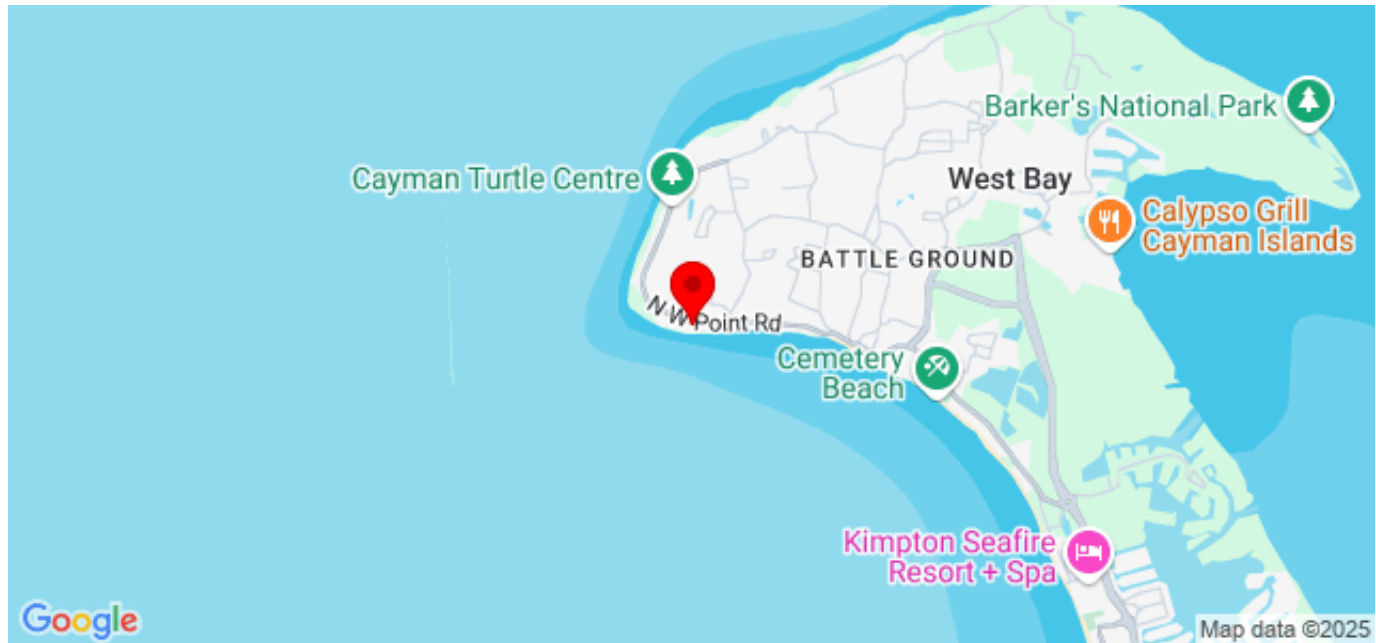 Barker's National Park
Cayman Turtle Centre
West Bay
Calypso Grill
Cayman Islands
BATTLE GROUND
N W Point Rd
Cemetery
Beach
Kimpton Seafire
Resort + Spa
Google
Map data ©2025